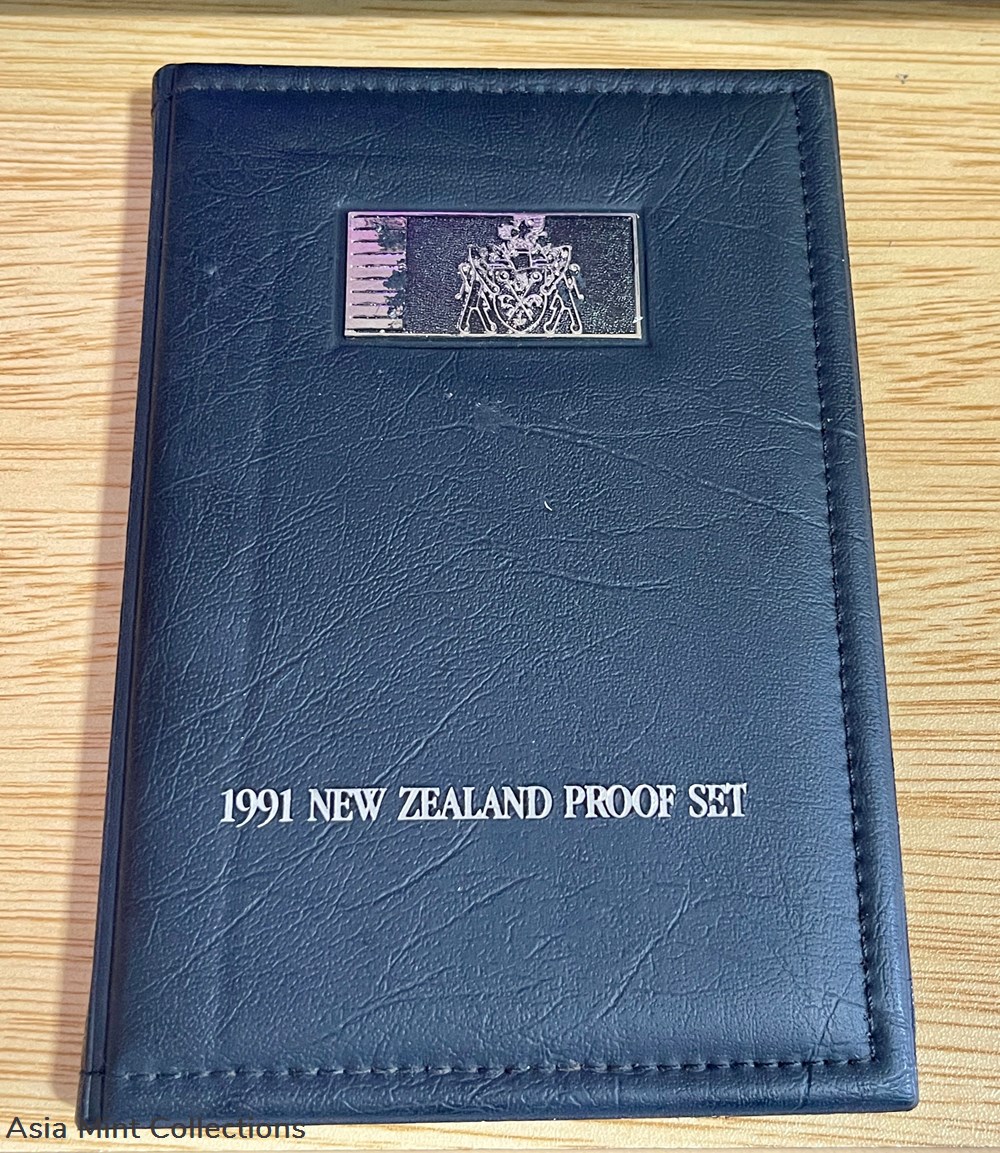 1991 NEW ZEALAND PROOF SET
Asia Mint Collections